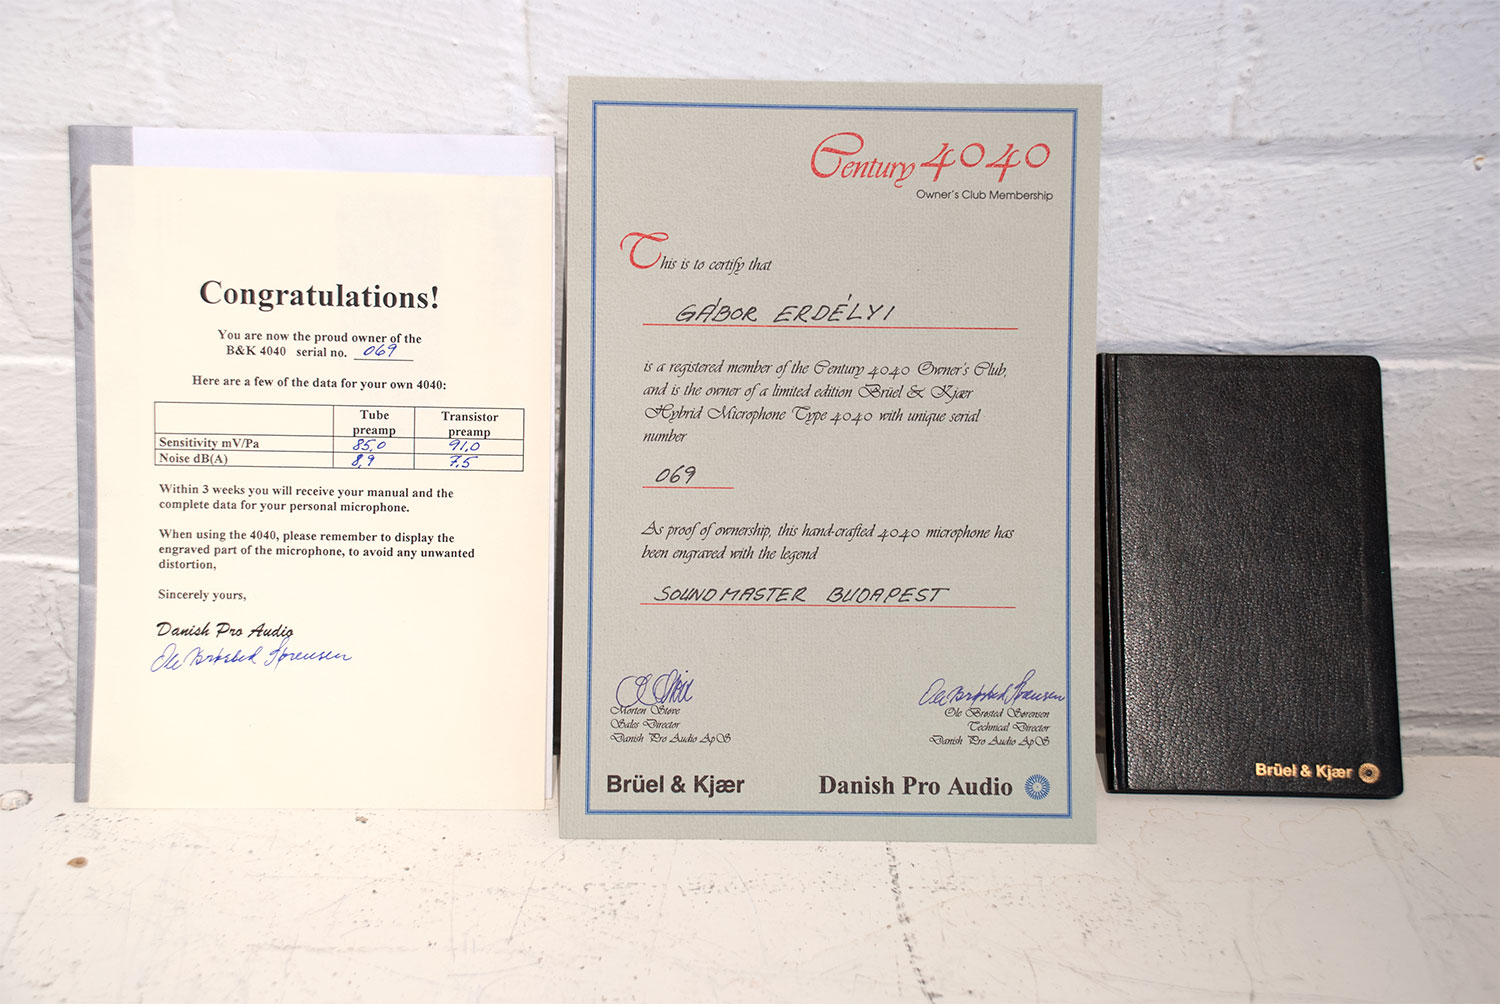 Congratulations!
You are now the proud owner of the
B&K 4040 serial no. 069
Here are a few of the data for your own 4040:
Tube preamp Transistor preamp
Sensitivity mV/Pa 85,0 91,0
Noise dB(A) 8,9 7,5
Within 3 weeks you will receive your manual and the
complete data for your personal microphone.
When using the 4040, please remember to display the
engraved part of the microphone, to avoid any unwanted
distortion,
Sincerely yours,
Danish Pro Audio
Ole Brøsted Sørensen
Century 4040
Owner's Club Membership
This is to certify that
GÁBOR ERDÉLYI
is a registered member of the Century 4040 Owner's Club,
and is the owner of a limited edition Brüel & Kjær
Hybrid Microphone Type 4040 with unique serial
number
069
As proof of ownership, this hand-crafted 4040 microphone has
been engraved with the legend
SOUNDMASTER BUDAPEST
Morten Støve
Sales Director
Danish Pro Audio ApS
Ole Brøsted Sørensen
Ole Brøsted Sørensen
Technical Director
Danish Pro Audio ApS
Brüel & Kjær
Danish Pro Audio
Brüel & Kjær